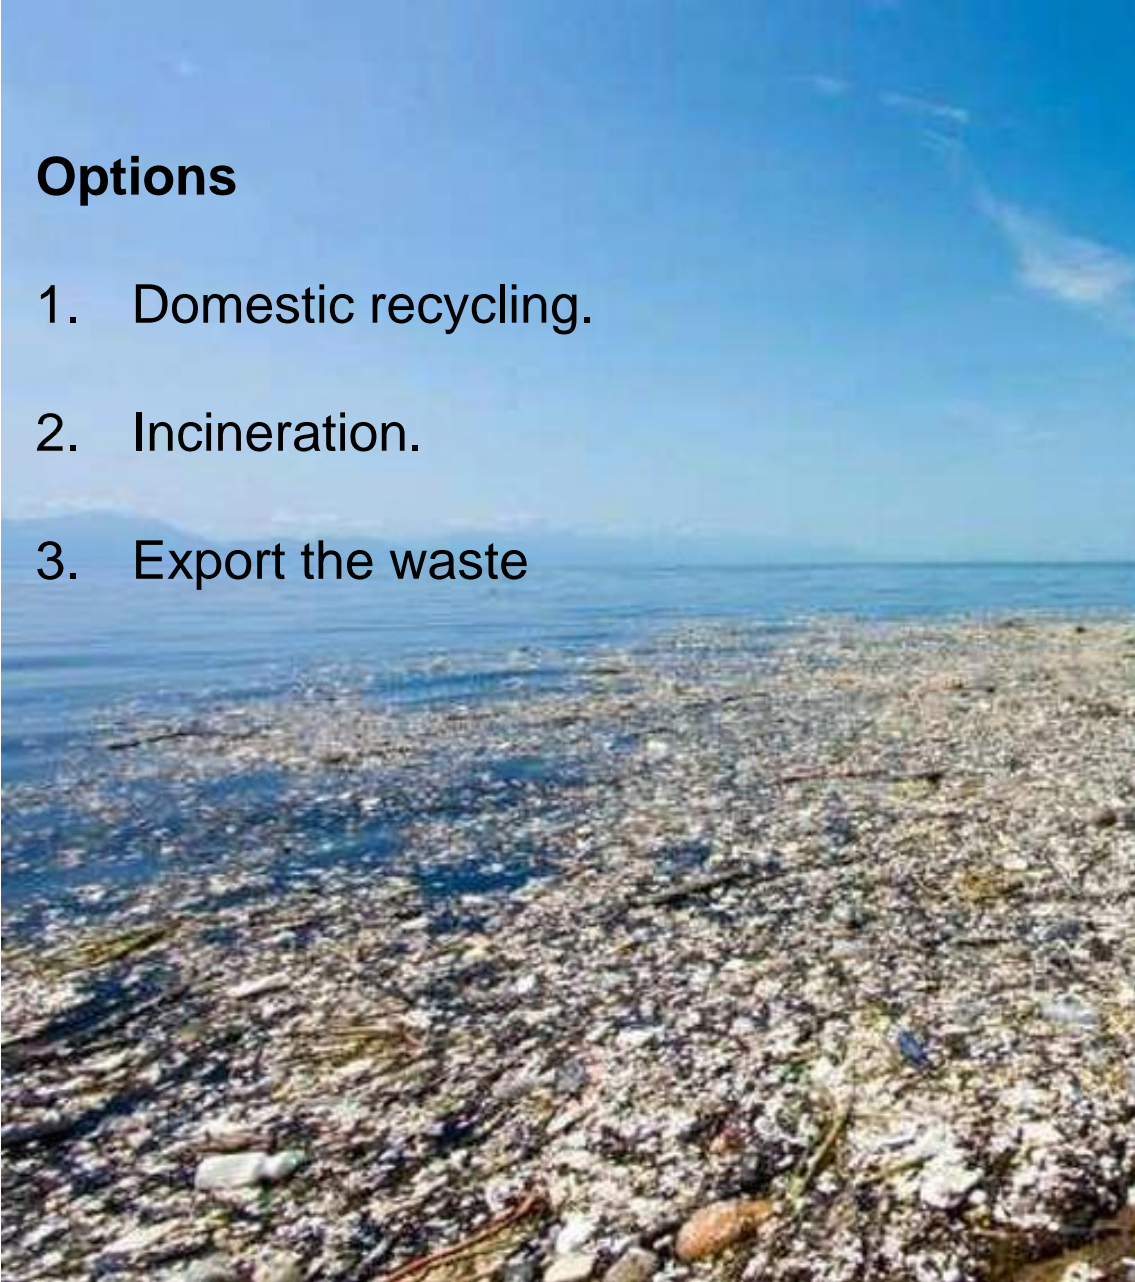 Options
1. Domestic recycling.
2. Incineration.
3. Export the waste